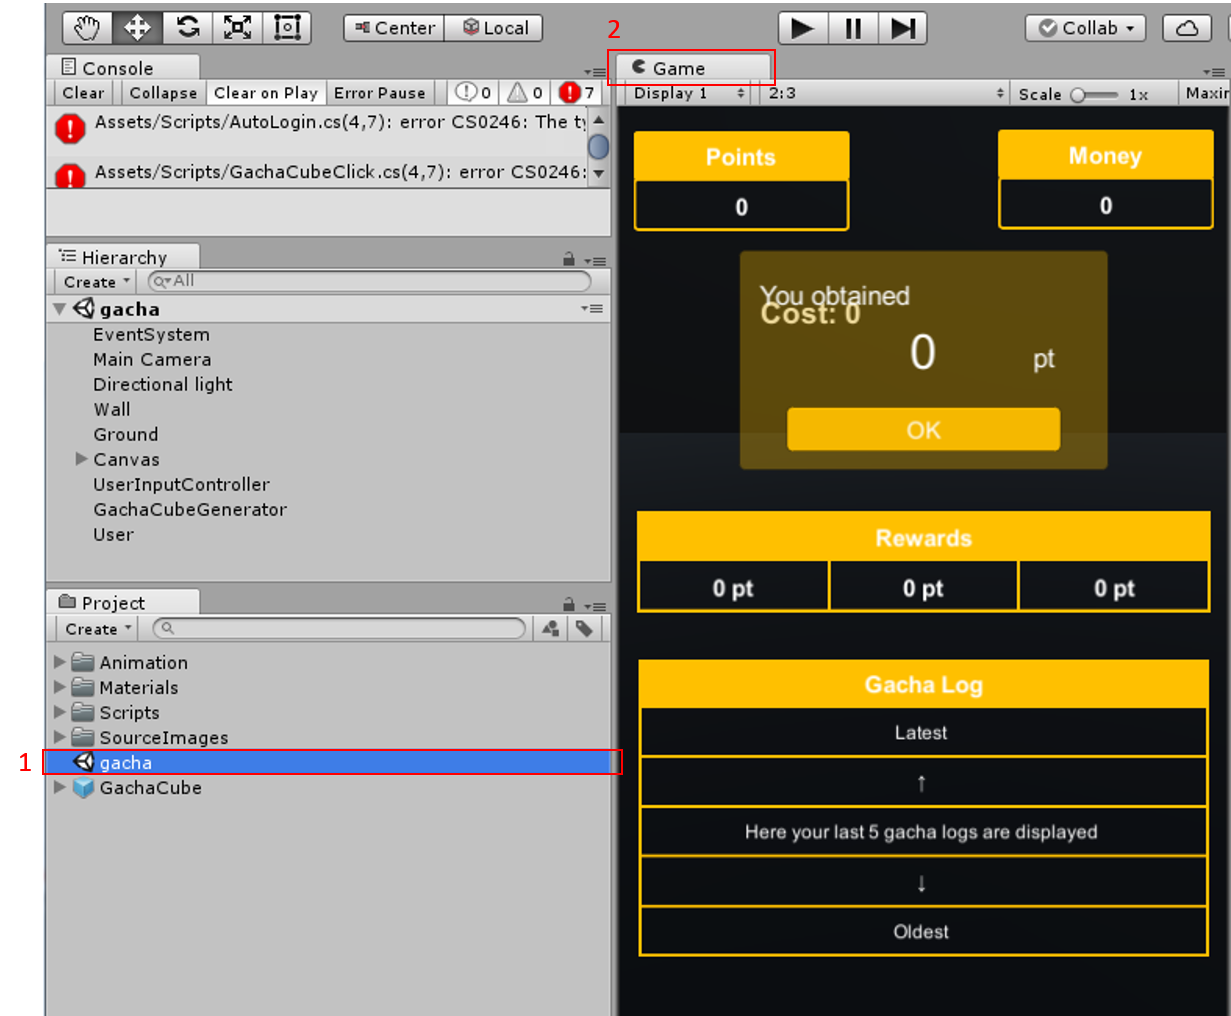 Center Local
2
Collab
Console
Clear Collapse Clear on Play Error Pause 0 0 7
Assets/Scripts/AutoLogin.cs(4,7): error CS0246: The
Assets/Scripts/GachaCubeClick.cs(4,7): error CS0246:
Hierarchy
Create All
gacha
EventSystem
Main Camera
Directional light
Wall
Ground
Canvas
UserInputController
GachaCubeGenerator
User
Project
Create
Animation
Materials
Scripts
SourceImages
1
gacha
GachaCube
Game
Display 1 2:3 Scale 1x
Points
0
Money
0
You obtained
Cost: 0
0 pt
OK
Rewards
0 pt 0 pt 0 pt
Gacha Log
Latest
↑
Here your last 5 gacha logs are displayed
↓
Oldest